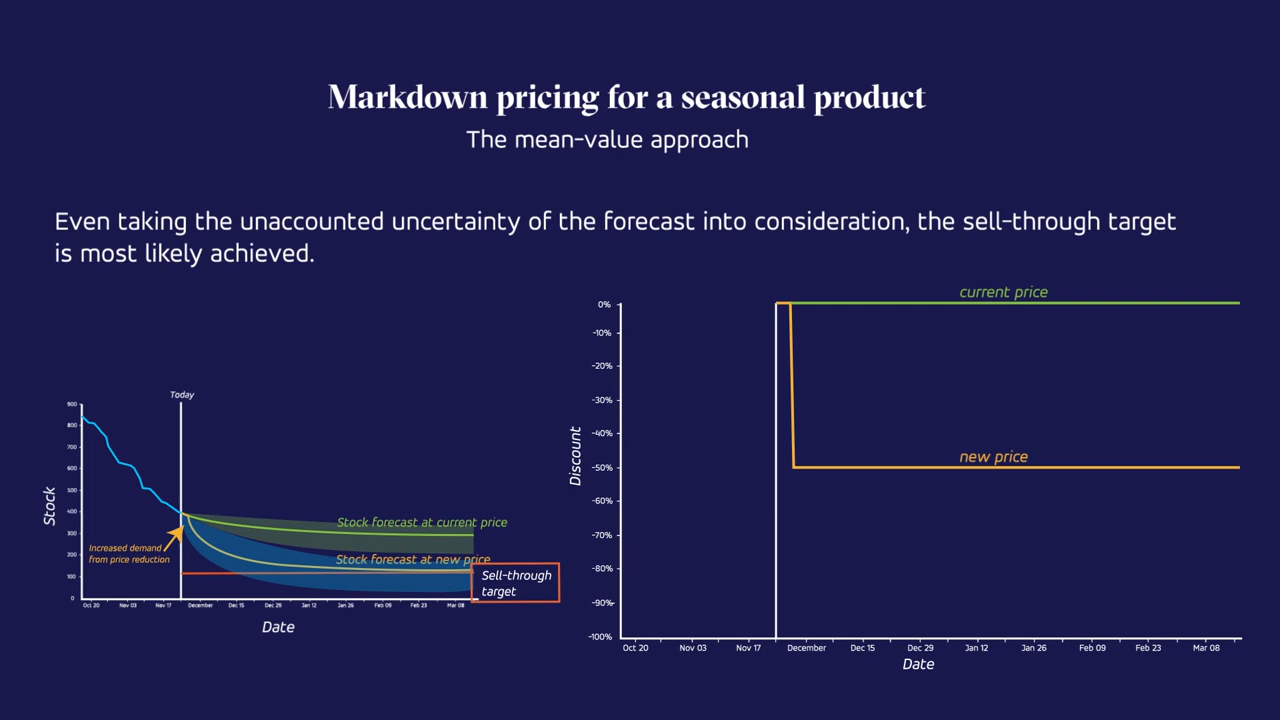 Markdown pricing for a seasonal product
The mean-value approach
Even taking the unaccounted uncertainty of the forecast into consideration, the sell-through target
is most likely achieved.
Today
900
800
700
600
500
400
300
200
100
0
Stock
Stock forecast at current price
Increased demand
from price reduction
Stock forecast at new price
Sell-through
target
Oct 20 Nov 03 Nov 17 December Dec 15 Dec 29 Jan 12 Jan 26 Feb 09 Feb 23 Mar 08
Date
current price
0%
-10%
-20%
-30%
-40%
-50%
-60%
-70%
-80%
-90%
-100%
Discount
new price
Oct 20 Nov 03 Nov 17 December Dec 15 Dec 29 Jan 12 Jan 26 Feb 09 Feb 23 Mar 08
Date